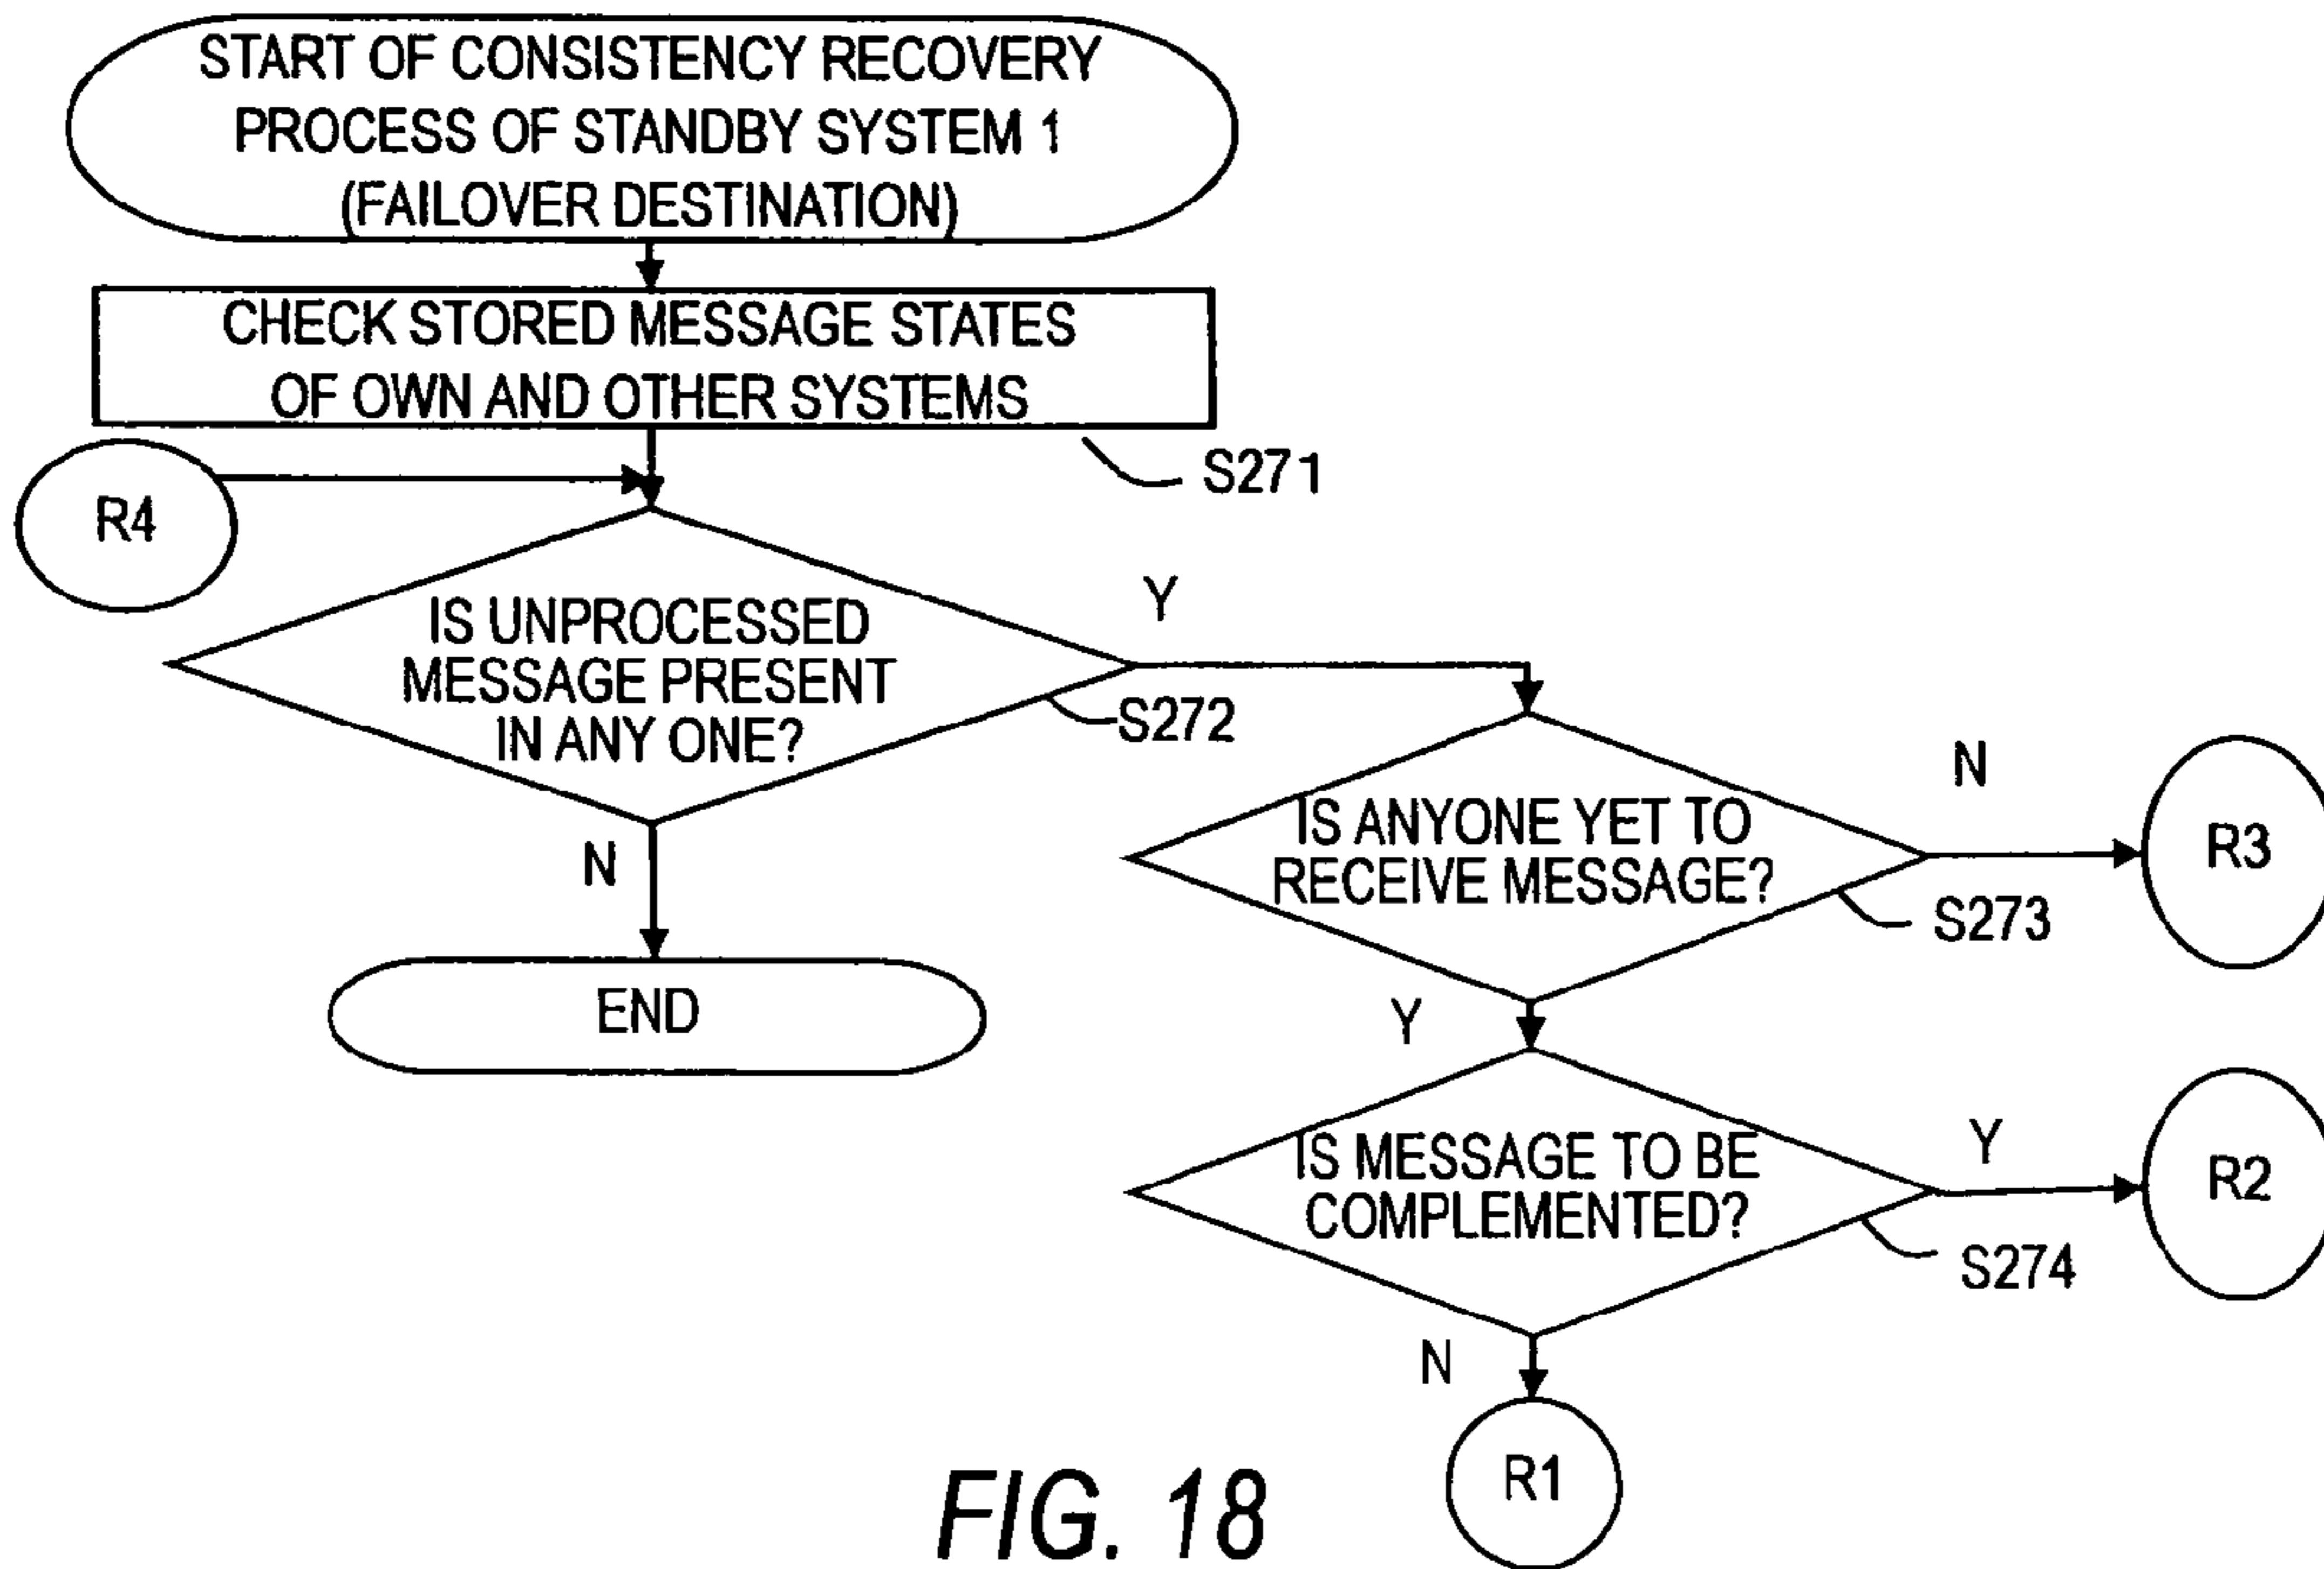 START OF CONSISTENCY RECOVERY
PROCESS OF STANDBY SYSTEM 1
(FAILOVER DESTINATION)
CHECK STORED MESSAGE STATES
OF OWN AND OTHER SYSTEMS
S271
R4
IS UNPROCESSED
MESSAGE PRESENT
IN ANY ONE?
Y
S272
N
END
IS ANYONE YET TO
RECEIVE MESSAGE?
N
R3
S273
Y
IS MESSAGE TO BE
COMPLEMENTED?
Y
R2
S274
N
R1
FIG. 18